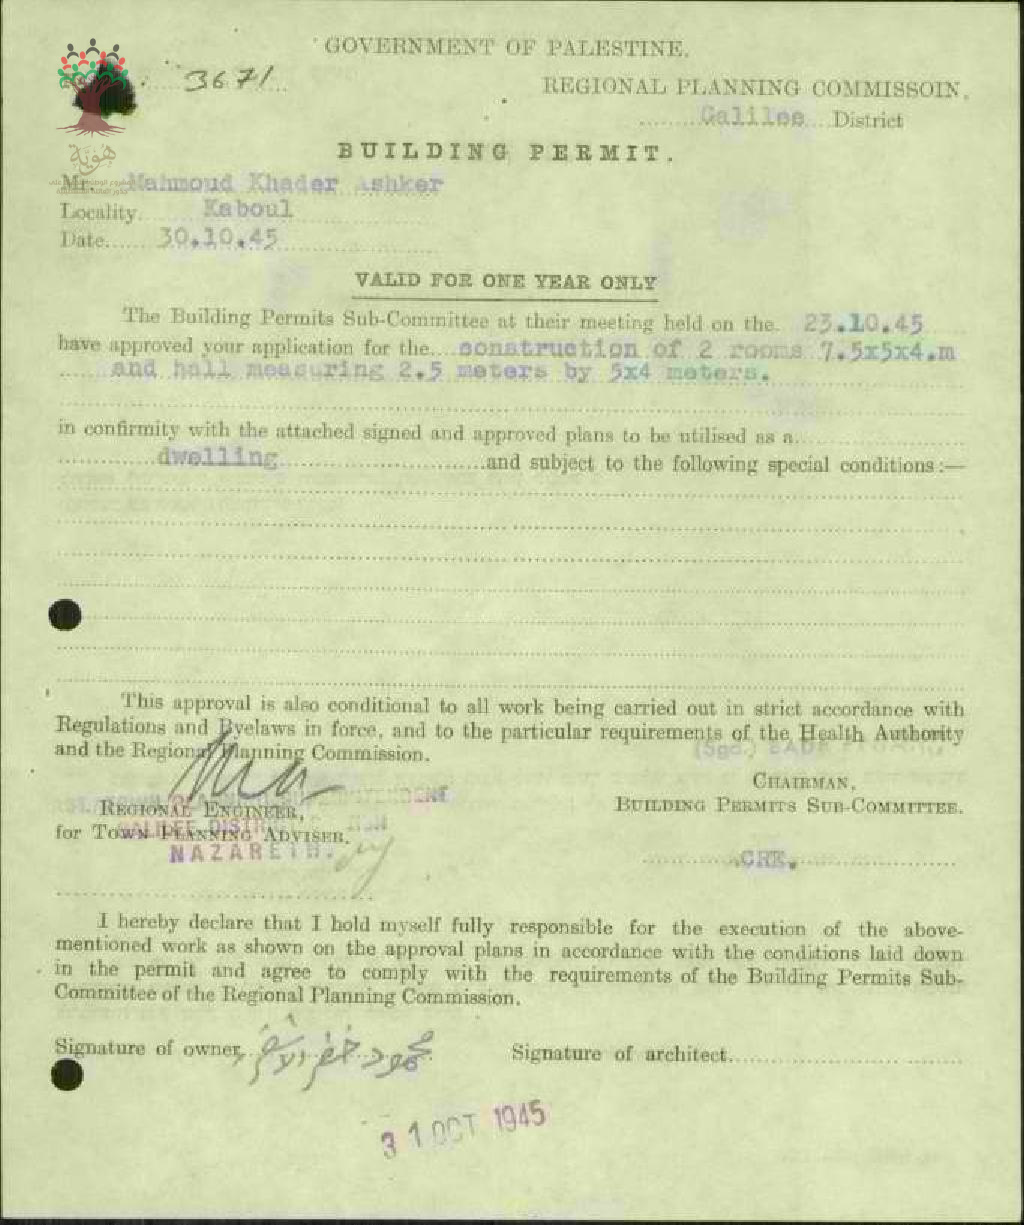 GOVERNMENT OF PALESTINE.
3671
REGIONAL PLANNING COMMISSOIN.
Galilee District
هَوِيَّة
BUILDING PERMIT.
Mr. Mahmoud Khader Ashker
Locality Kaboul
Date 30.10.45
VALID FOR ONE YEAR ONLY
The Building Permits Sub-Committee at their meeting held on the 23.10.45
have approved your application for the construction of 2 rooms 7.5x5x4.m
and hall measuring 2.5 meters by 5x4 meters.
in confirmity with the attached signed and approved plans to be utilised as a
dwelling and subject to the following special conditions :—
This approval is also conditional to all work being carried out in strict accordance with
Regulations and Byelaws in force, and to the particular requirements of the Health Authority
and the Regional Planning Commission.
(Sgd.)
CHAIRMAN,
BUILDING PERMITS SUB-COMMITTEE.
REGIONAL ENGINEER,
for TOWN PLANNING ADVISER.
GALILEE DISTRICT
NAZARETH.
CRE.
I hereby declare that I hold myself fully responsible for the execution of the above-
mentioned work as shown on the approval plans in accordance with the conditions laid down
in the permit and agree to comply with the requirements of the Building Permits Sub-
Committee of the Regional Planning Commission.
Signature of owner محمود خضر الاشقر
Signature of architect
31 OCT 1945